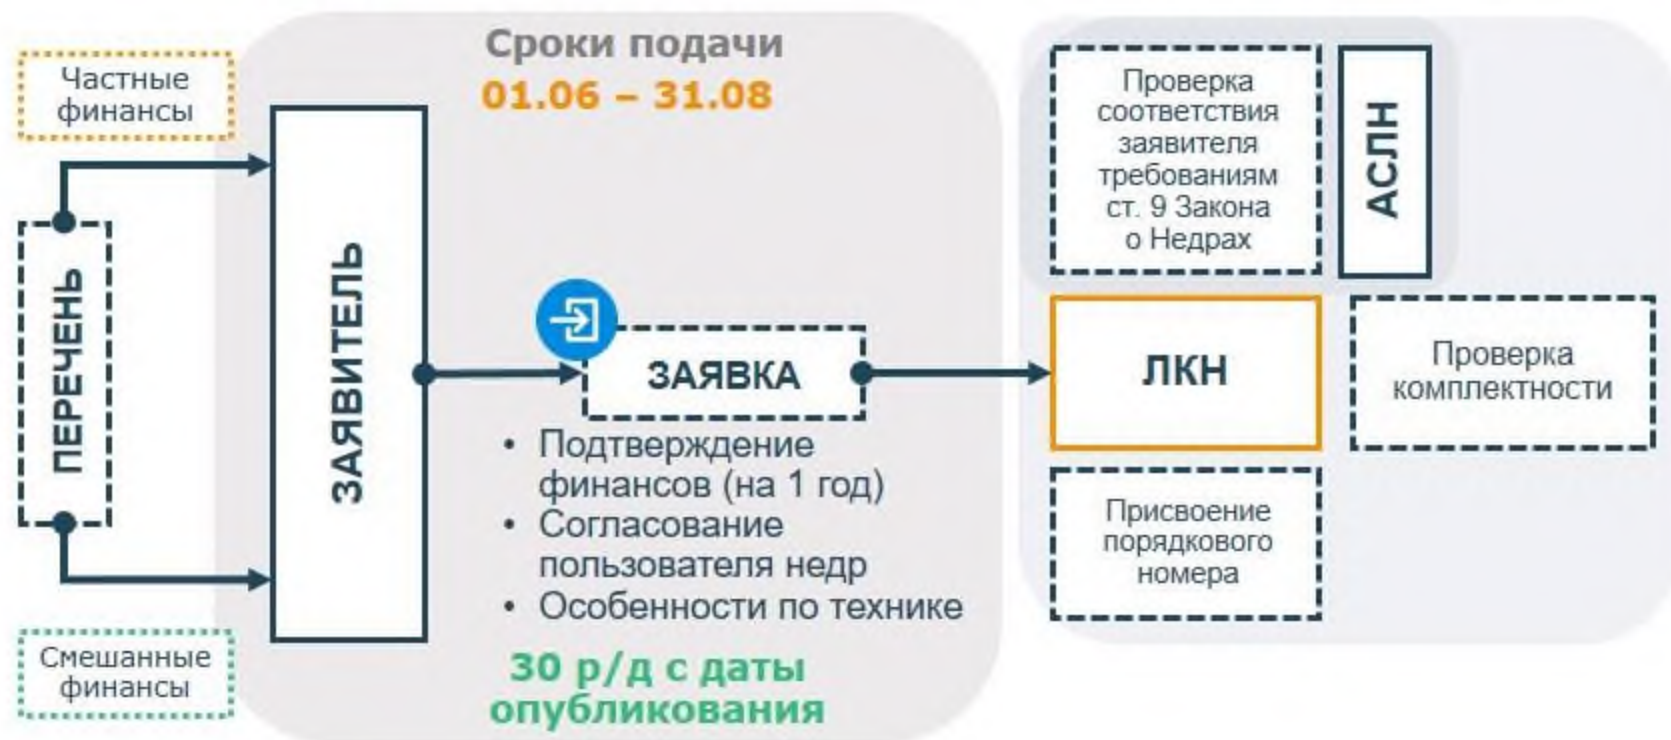 Частные
финансы
ПЕРЕЧЕНЬ
Смешанные
финансы
ЗАЯВИТЕЛЬ
Сроки подачи
01.06 – 31.08
ЗАЯВКА
• Подтверждение
финансов (на 1 год)
• Согласование
пользователя недр
• Особенности по технике
30 р/д с даты
опубликования
Проверка
соответствия
заявителя
требованиям
ст. 9 Закона
о Недрах
АСЛН
ЛКН
Проверка
комплектности
Присвоение
порядкового
номера